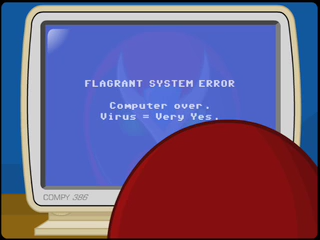 FLAGRANT SYSTEM ERROR
Computer over.
Virus = Very Yes.
COMPY 386